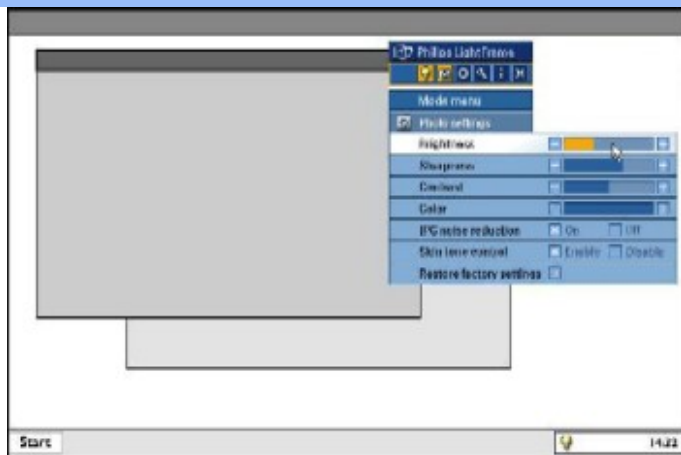 Philips LightFrame
Mode menu
Photo settings
Brightness
Sharpness
Contrast
Color
JPG noise reduction On Off
Skin tone control Enable Disable
Restore factory settings
Start 14:22